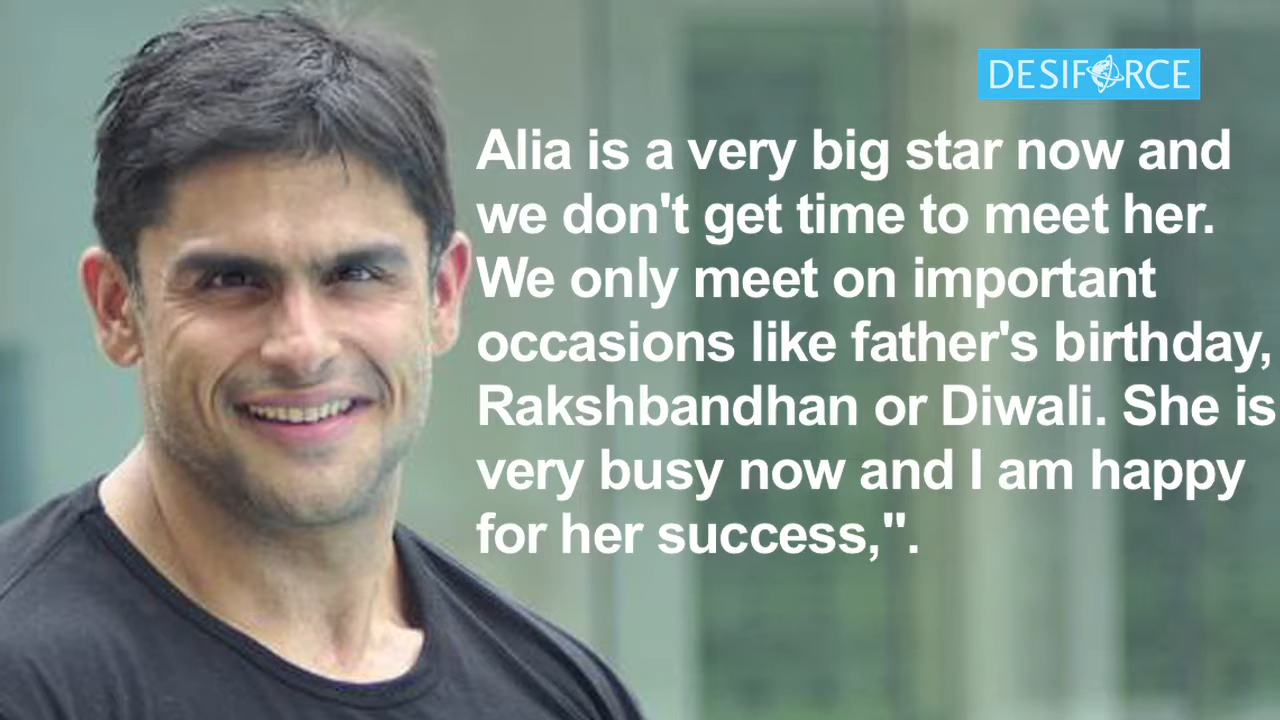 DESIFORCE
Alia is a very big star now and
we don't get time to meet her.
We only meet on important
occasions like father's birthday,
Rakshbandhan or Diwali. She is
very busy now and I am happy
for her success,".